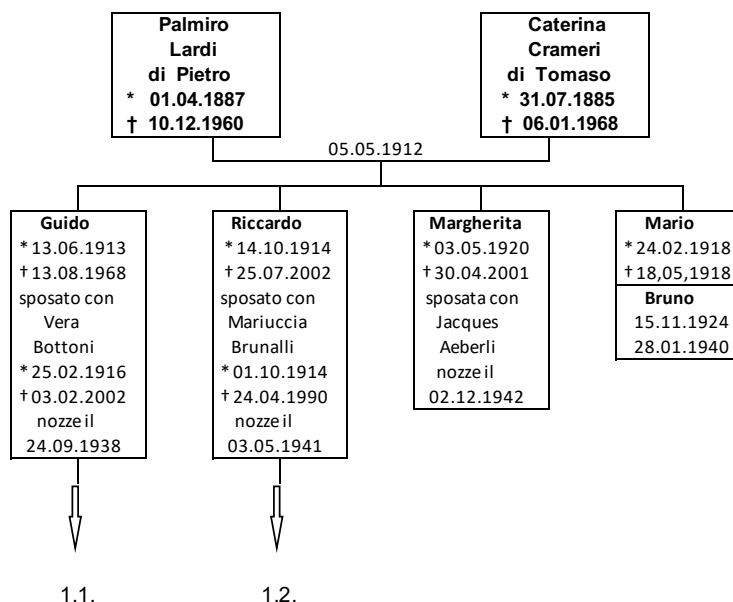 Palmiro
Lardi
di Pietro
* 01.04.1887
† 10.12.1960
Caterina
Crameri
di Tomaso
* 31.07.1885
† 06.01.1968
05.05.1912
Guido
* 13.06.1913
† 13.08.1968
sposato con
Vera
Bottoni
* 25.02.1916
† 03.02.2002
nozze il
24.09.1938
Riccardo
* 14.10.1914
† 25.07.2002
sposato con
Mariuccia
Brunalli
* 01.10.1914
† 24.04.1990
nozze il
03.05.1941
Margherita
* 03.05.1920
† 30.04.2001
sposata con
Jacques
Aeberli
nozze il
02.12.1942
Mario
* 24.02.1918
† 18,05,1918
Bruno
15.11.1924
28.01.1940
1.1.
1.2.